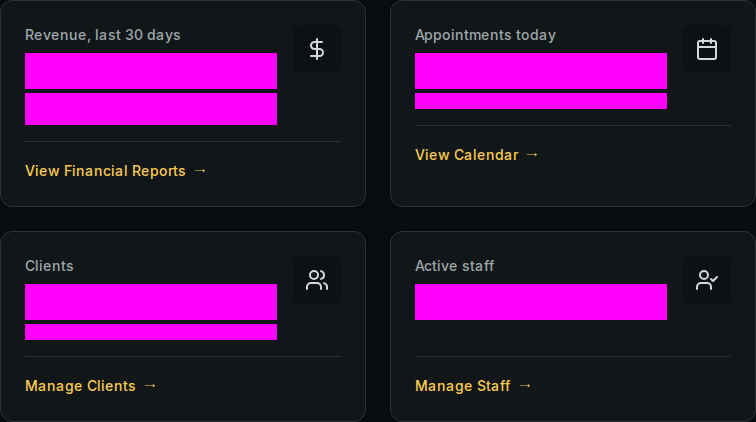 Revenue, last 30 days
View Financial Reports →
Appointments today
View Calendar →
Clients
Manage Clients →
Active staff
Manage Staff →